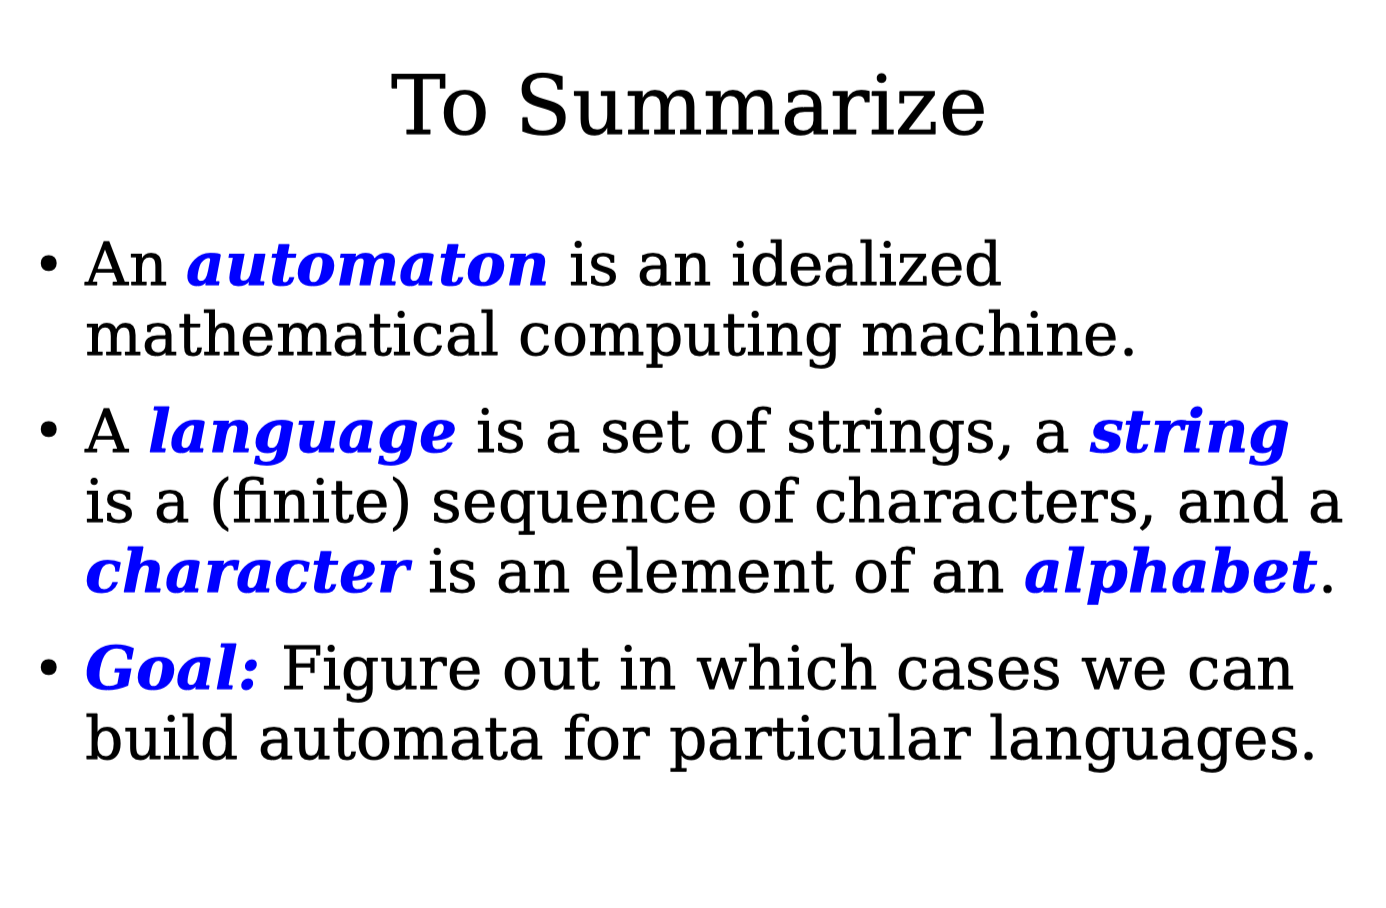 To Summarize
• An automaton is an idealized
mathematical computing machine.
• A language is a set of strings, a string
is a (finite) sequence of characters, and a
character is an element of an alphabet.
• Goal: Figure out in which cases we can
build automata for particular languages.